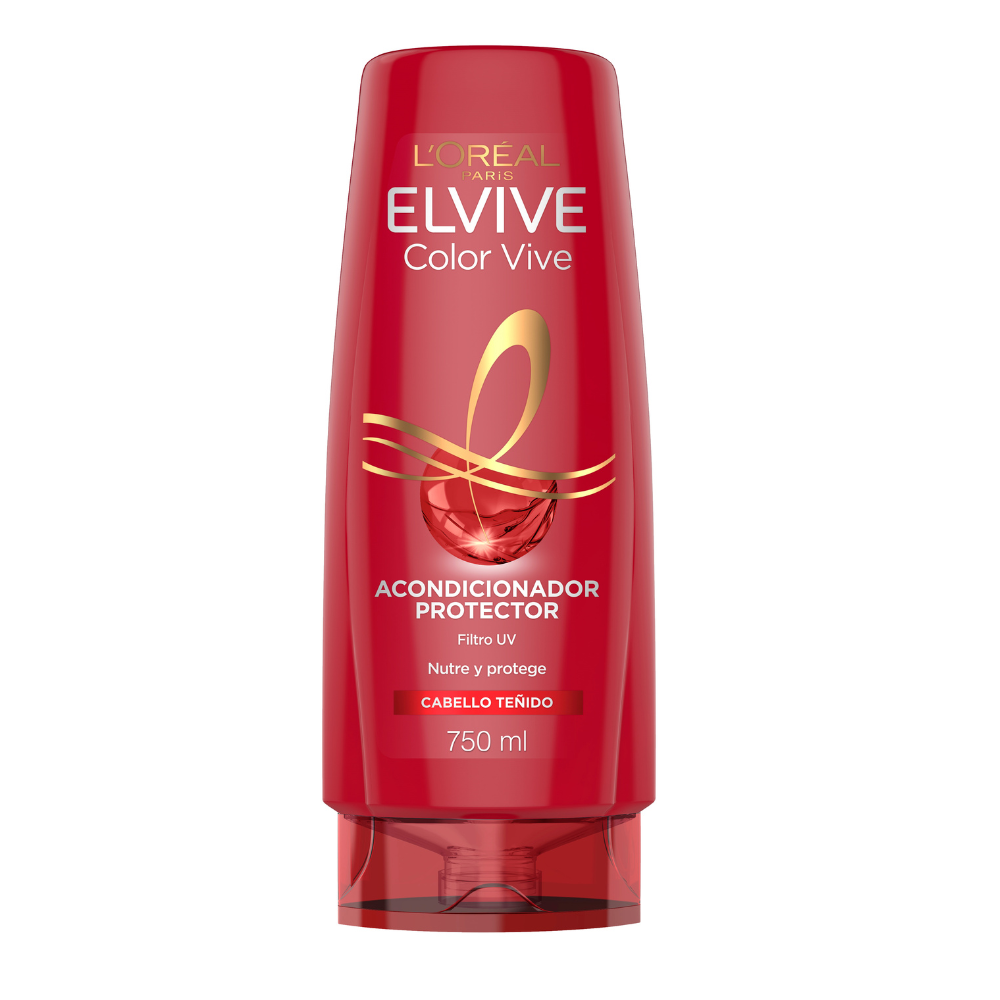 L'ORÉAL
PARIS
ELVIVE
Color Vive
ACONDICIONADOR
PROTECTOR
Filtro UV
Nutre y protege
CABELLO TEÑIDO
750 ml